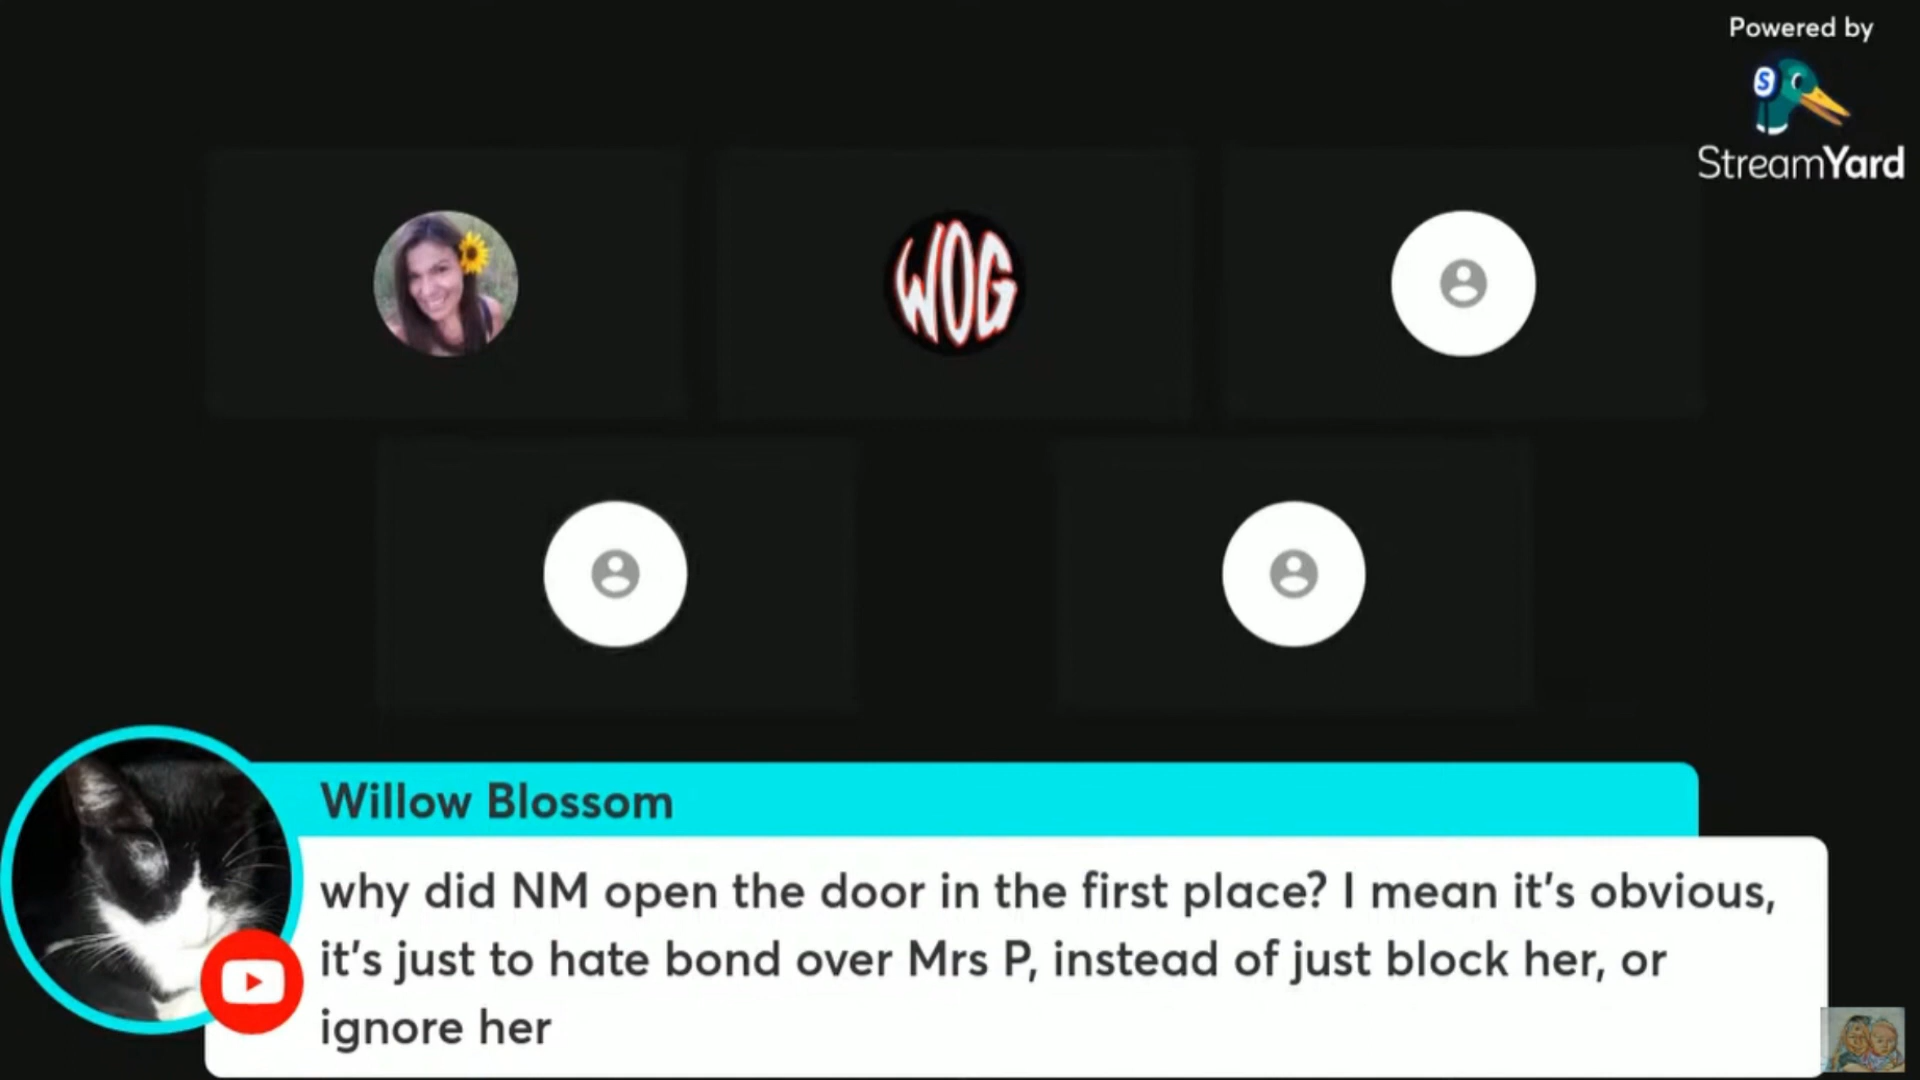 Powered by
S
StreamYard
WOG
Willow Blossom
why did NM open the door in the first place? I mean it's obvious,
it's just to hate bond over Mrs P, instead of just block her, or
ignore her